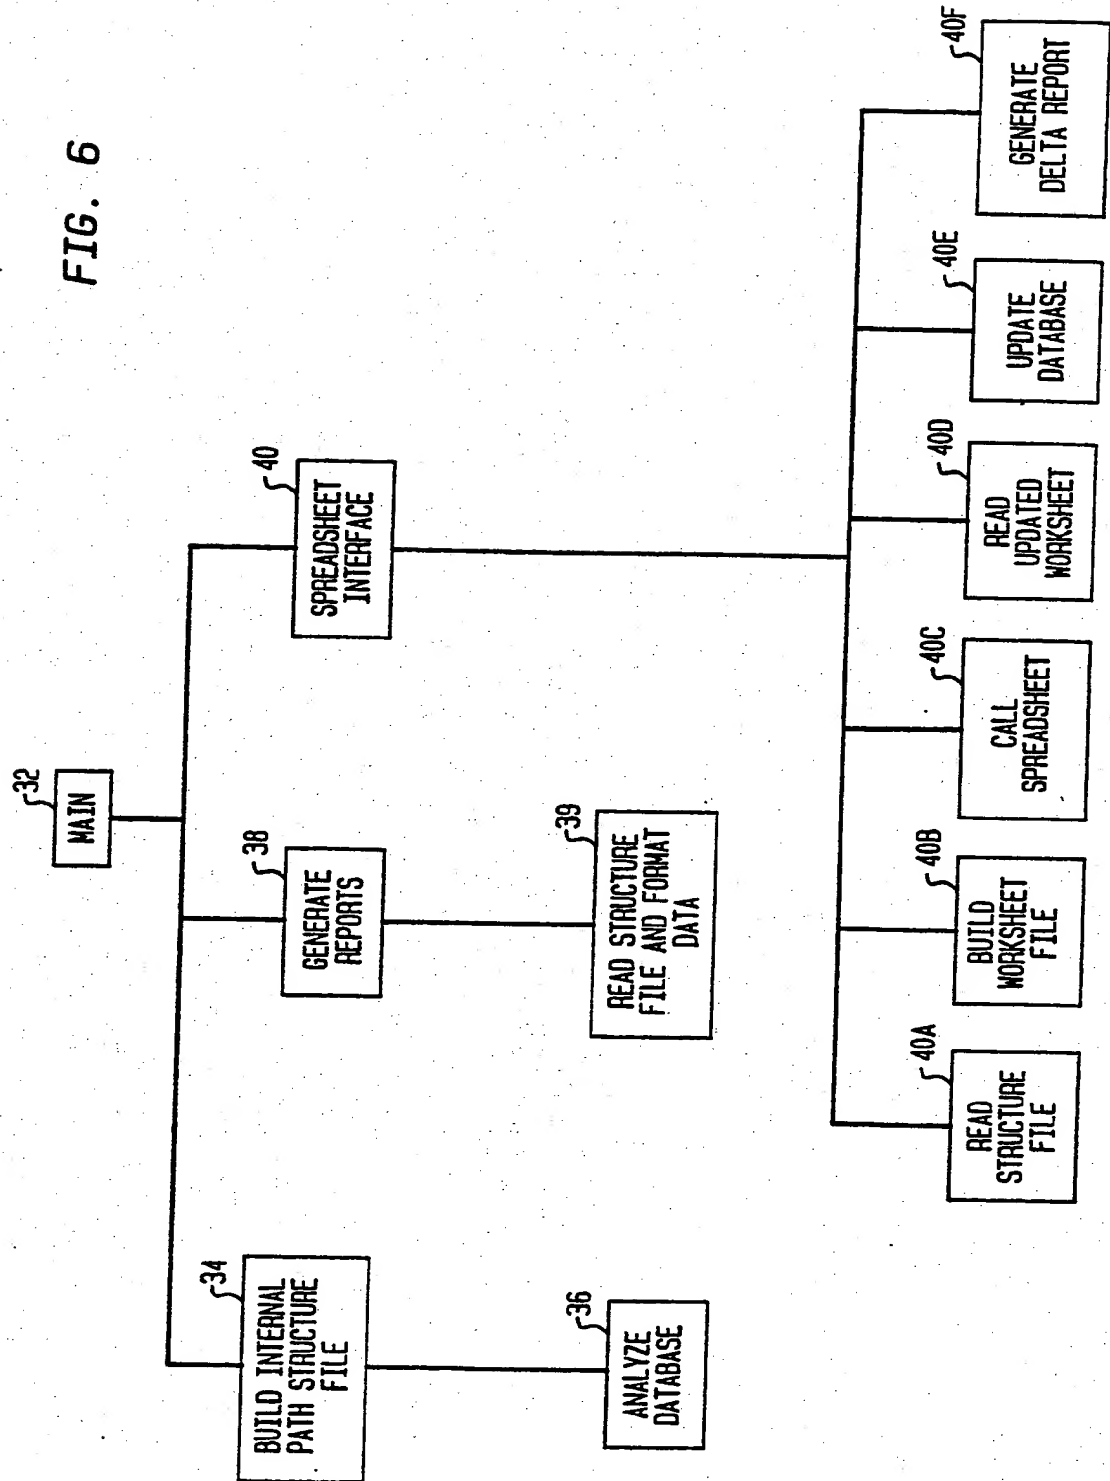 FIG. 6
32
MAIN
34
BUILD INTERNAL
PATH STRUCTURE
FILE
38
GENERATE
REPORTS
40
SPREADSHEET
INTERFACE
36
ANALYZE
DATABASE
39
READ STRUCTURE
FILE AND FORMAT
DATA
40A
READ
STRUCTURE
FILE
40B
BUILD
WORKSHEET
FILE
40C
CALL
SPREADSHEET
40D
READ
UPDATED
WORKSHEET
40E
UPDATE
DATABASE
40F
GENERATE
DELTA REPORT